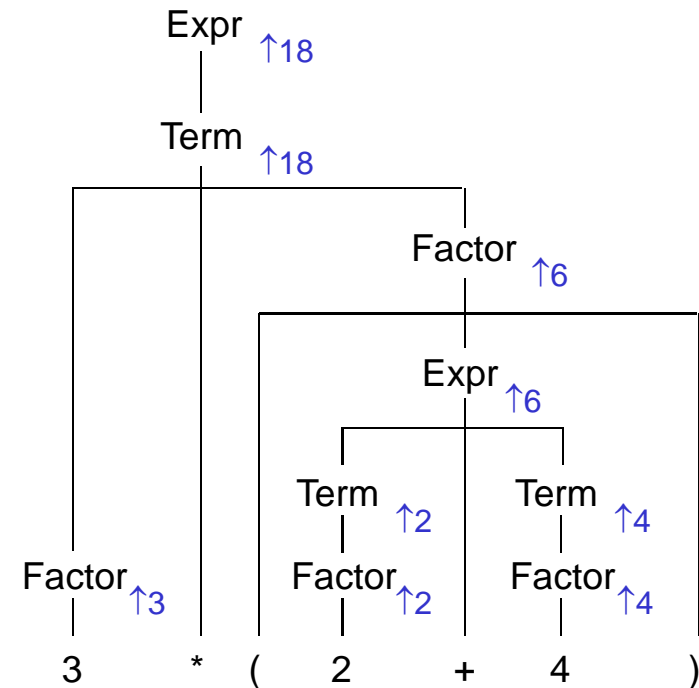 Expr ↑18
Term ↑18
Factor ↑6
Expr ↑6
Term ↑2 Term ↑4
Factor ↑3 Factor ↑2 Factor ↑4
3 * ( 2 + 4 )